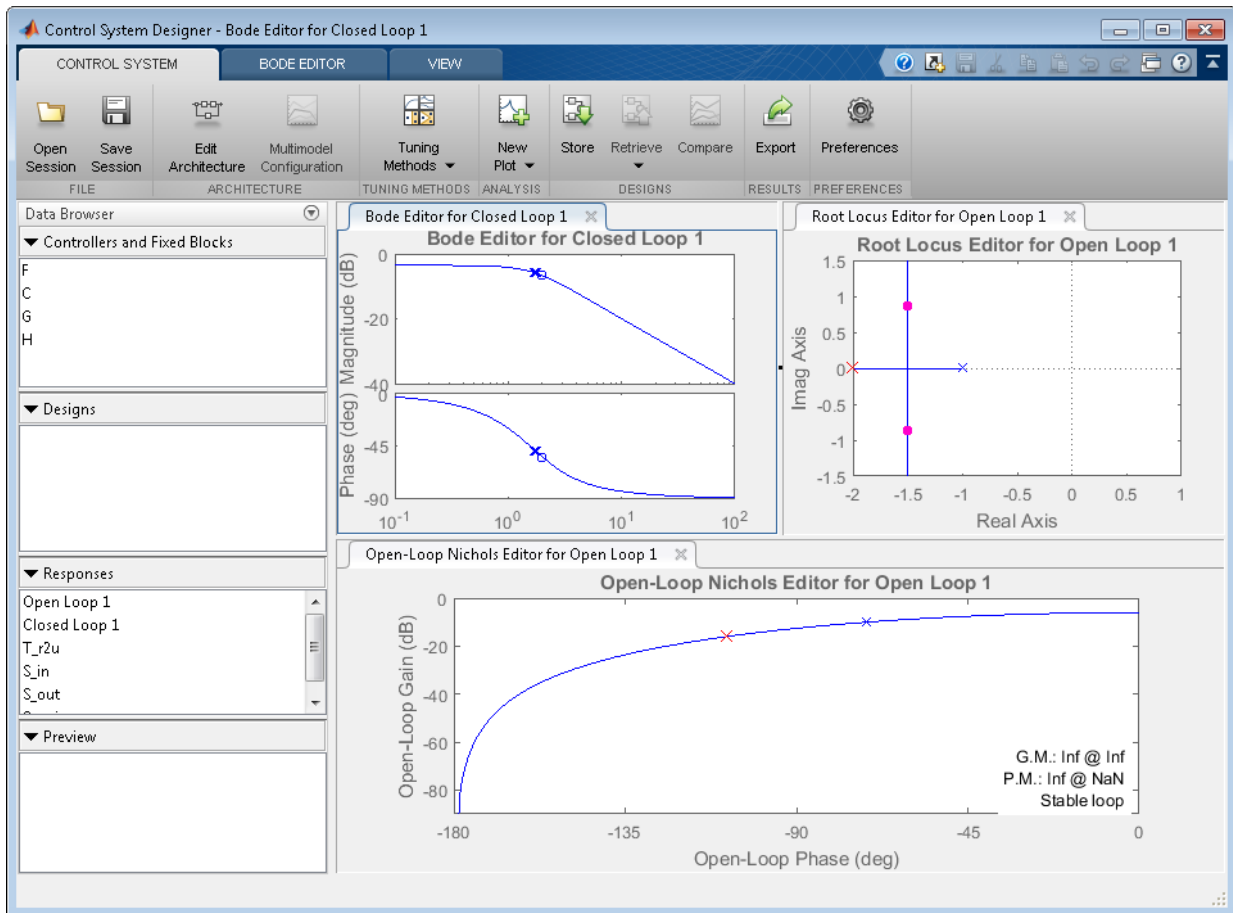 Control System Designer - Bode Editor for Closed Loop 1
CONTROL SYSTEM
BODE EDITOR
VIEW
Open Session
Save Session
Edit Architecture
Multimodel Configuration
Tuning Methods
New Plot
Store
Retrieve
Compare
Export
Preferences
FILE
ARCHITECTURE
TUNING METHODS
ANALYSIS
DESIGNS
RESULTS
PREFERENCES
Data Browser
Controllers and Fixed Blocks
F
C
G
H
Designs
Responses
Open Loop 1
Closed Loop 1
T_r2u
S_in
S_out
Preview
Bode Editor for Closed Loop 1
Bode Editor for Closed Loop 1
Magnitude (dB)
0
-20
-40
Phase (deg)
0
-45
-90
10^-1
10^0
10^1
10^2
Root Locus Editor for Open Loop 1
Root Locus Editor for Open Loop 1
Imag Axis
1.5
1
0.5
0
-0.5
-1
-1.5
-2
-1.5
-1
-0.5
0
0.5
1
Real Axis
Open-Loop Nichols Editor for Open Loop 1
Open-Loop Nichols Editor for Open Loop 1
Open-Loop Gain (dB)
0
-20
-40
-60
-80
G.M.: Inf @ Inf
P.M.: Inf @ NaN
Stable loop
-180
-135
-90
-45
0
Open-Loop Phase (deg)